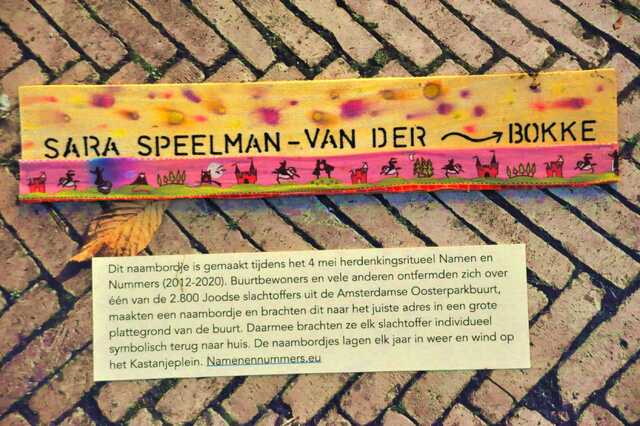 SARA SPEELMAN-VAN DER BOKKE
Dit naambordje is gemaakt tijdens het 4 mei herdenkingsritueel Namen en
Nummers (2012-2020). Buurtbewoners en vele anderen ontfermden zich over
één van de 2.800 Joodse slachtoffers uit de Amsterdamse Oosterparkbuurt,
maakten een naambordje en brachten dit naar het juiste adres in een grote
plattegrond van de buurt. Daarmee brachten ze elk slachtoffer individueel
symbolisch terug naar huis. De naambordjes lagen elk jaar in weer en wind op
het Kastanjeplein. Namenennummers.eu